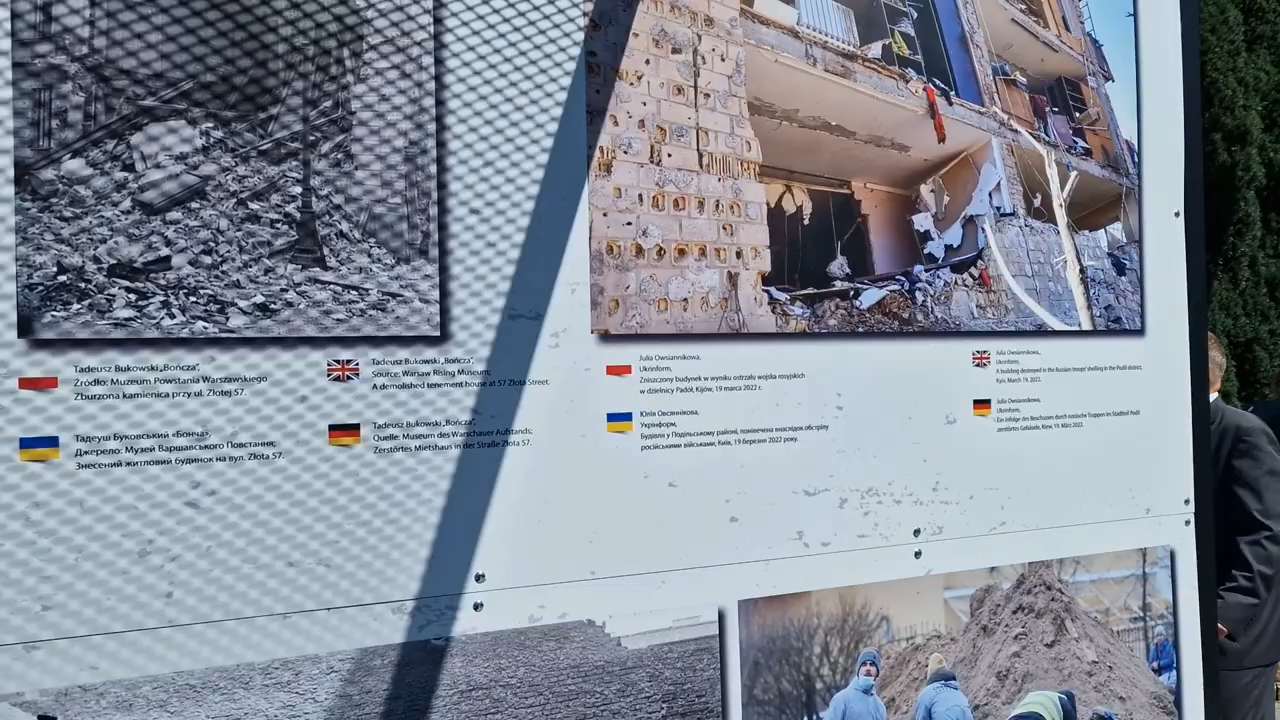 Tadeusz Bukowski „Bończa”,
Źródło: Muzeum Powstania Warszawskiego
Zburzona kamienica przy ul. Złotej 57.
Tadeusz Bukowski „Bończa”,
Source: Warsaw Rising Museum;
A demolished tenement house at 57 Złota Street.
Тадеуш Буковський «Бонча»,
Джерело: Музей Варшавського Повстання;
Знесений житловий будинок на вул. Złota 57.
Tadeusz Bukowski „Bończa”,
Quelle: Museum des Warschauer Aufstands;
Zerstörtes Mietshaus in der Straße Złota 57.
Julia Owsiannikowa,
Ukrinform,
Zniszczony budynek w wyniku ostrzału wojska rosyjskich
w dzielnicy Padół, Kijów, 19 marca 2022 r.
Julia Owsiannikowa,
Ukrinform,
A building destroyed in the Russian troops' shelling in the Podil district,
Kyiv, March 19, 2022.
Юлія Овсяннікова,
Укрінформ,
Будівля у Подільському районі, понівечена внаслідок обстрілу
російськими військами, Київ, 19 березня 2022 року.
Julia Owsiannikowa,
Ukrinform,
Ein infolge des Beschusses durch russische Truppen im Stadtteil Podil
zerstörtes Gebäude, Kiew, 19. März 2022.